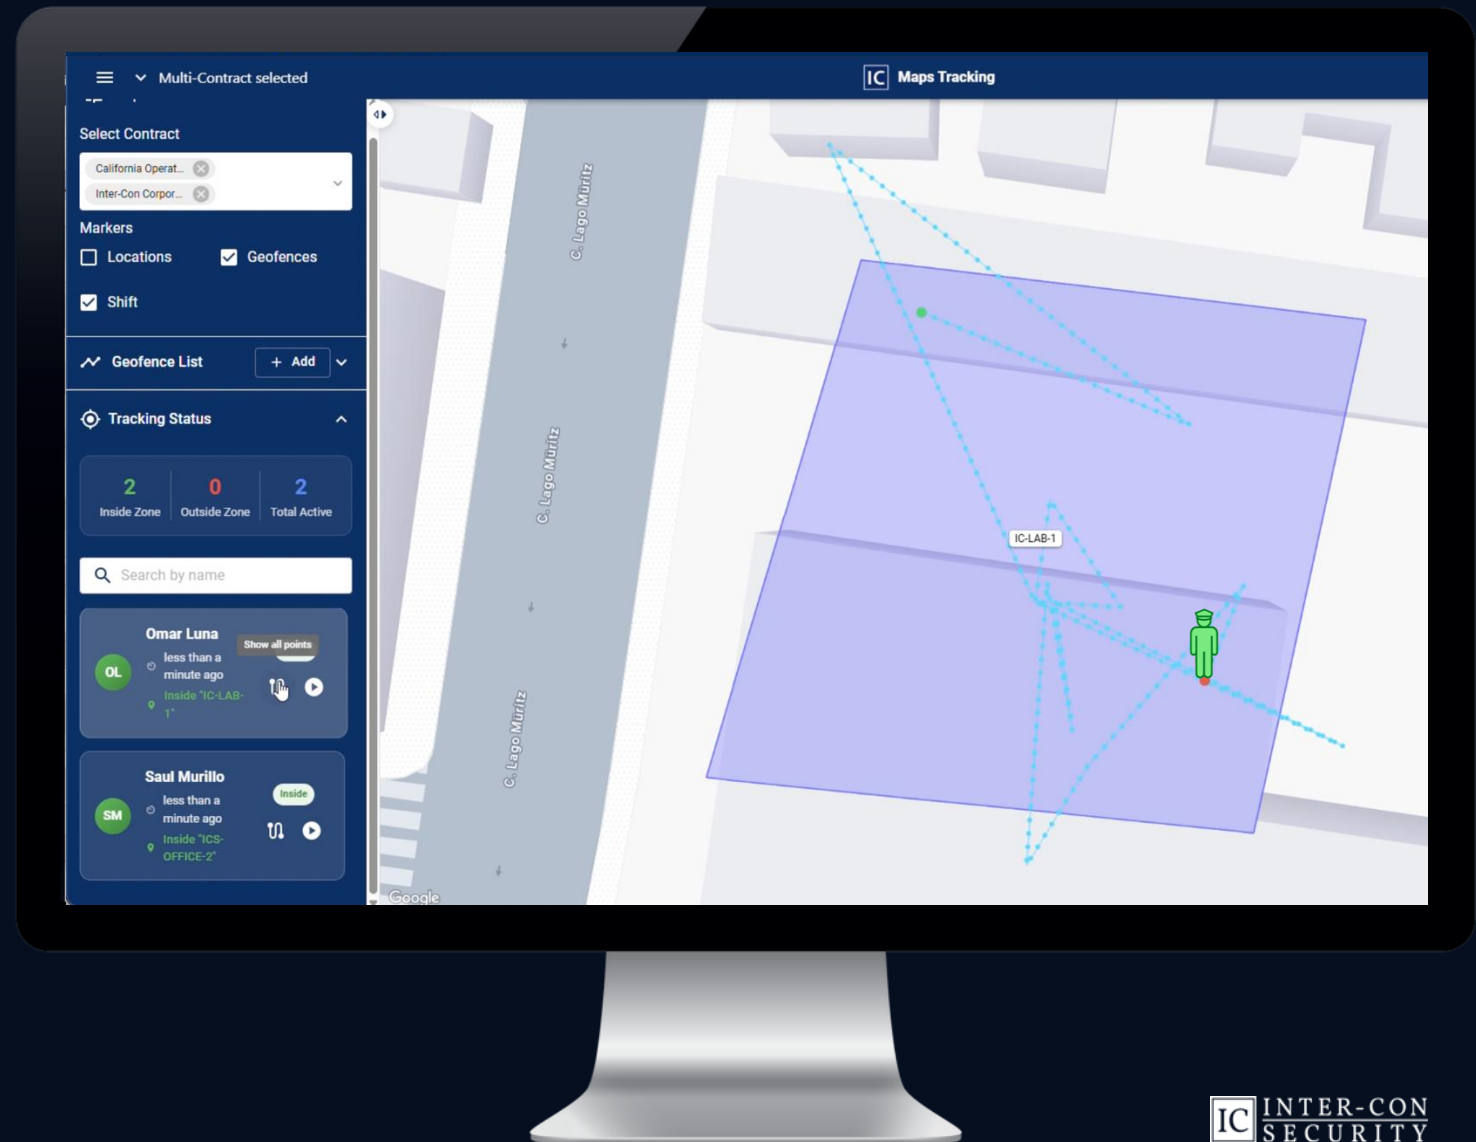 Multi-Contract selected
IC Maps Tracking
Select Contract
California Operat...
Inter-Con Corpor...
Markers
Locations
Geofences
Shift
Geofence List
+ Add
Tracking Status
2
0
2
Inside Zone
Outside Zone
Total Active
Search by name
Omar Luna
Show all points
OL
less than a
minute ago
Inside "IC-LAB-
1"
Saul Murillo
Inside
SM
less than a
minute ago
Inside "ICS-
OFFICE-2"
C. Lago Müritz
C. Lago Müritz
C. Lago Müritz
IC-LAB-1
Google
IC INTER-CON
SECURITY